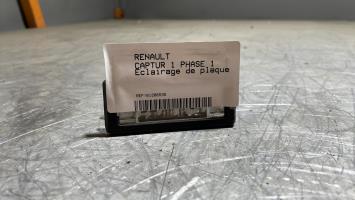 RENAULT
CAPTUR 1 PHASE 1
Eclairage de plaque